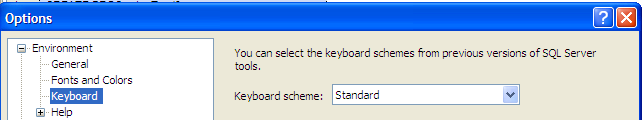 Options
Environment
General
Fonts and Colors
Keyboard
Help
You can select the keyboard schemes from previous versions of SQL Server
tools.
Keyboard scheme: Standard